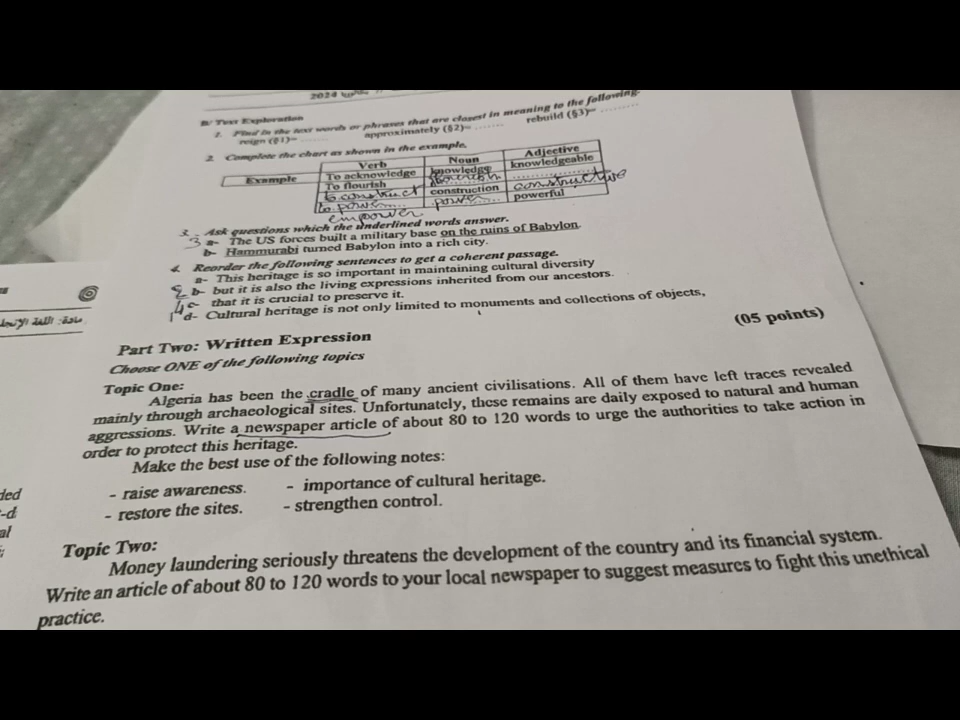 2024
B/ Text Exploration
1. Find in the text words or phrases that are closest in meaning to the following.
reign (§1)= ........ approximately (§2)= ........ rebuild (§3)= ........
2. Complete the chart as shown in the example.
Verb Noun Adjective
Example To acknowledge knowledge knowledgeable
To flourish ........
to construct construction constructive
to power power powerful
empower
3. Ask questions which the underlined words answer.
3 a- The US forces built a military base on the ruins of Babylon.
b- Hammurabi turned Babylon into a rich city.
4. Reorder the following sentences to get a coherent passage.
a- This heritage is so important in maintaining cultural diversity
2 b- but it is also the living expressions inherited from our ancestors.
4 c- that it is crucial to preserve it.
1 d- Cultural heritage is not only limited to monuments and collections of objects,
مادة: اللغة
Part Two: Written Expression (05 points)
Choose ONE of the following topics
Topic One:
Algeria has been the cradle of many ancient civilisations. All of them have left traces revealed
mainly through archaeological sites. Unfortunately, these remains are daily exposed to natural and human
aggressions. Write a newspaper article of about 80 to 120 words to urge the authorities to take action in
order to protect this heritage.
Make the best use of the following notes:
- raise awareness. - importance of cultural heritage.
- restore the sites. - strengthen control.
ded
-d
al
Topic Two:
Money laundering seriously threatens the development of the country and its financial system.
Write an article of about 80 to 120 words to your local newspaper to suggest measures to fight this unethical
practice.